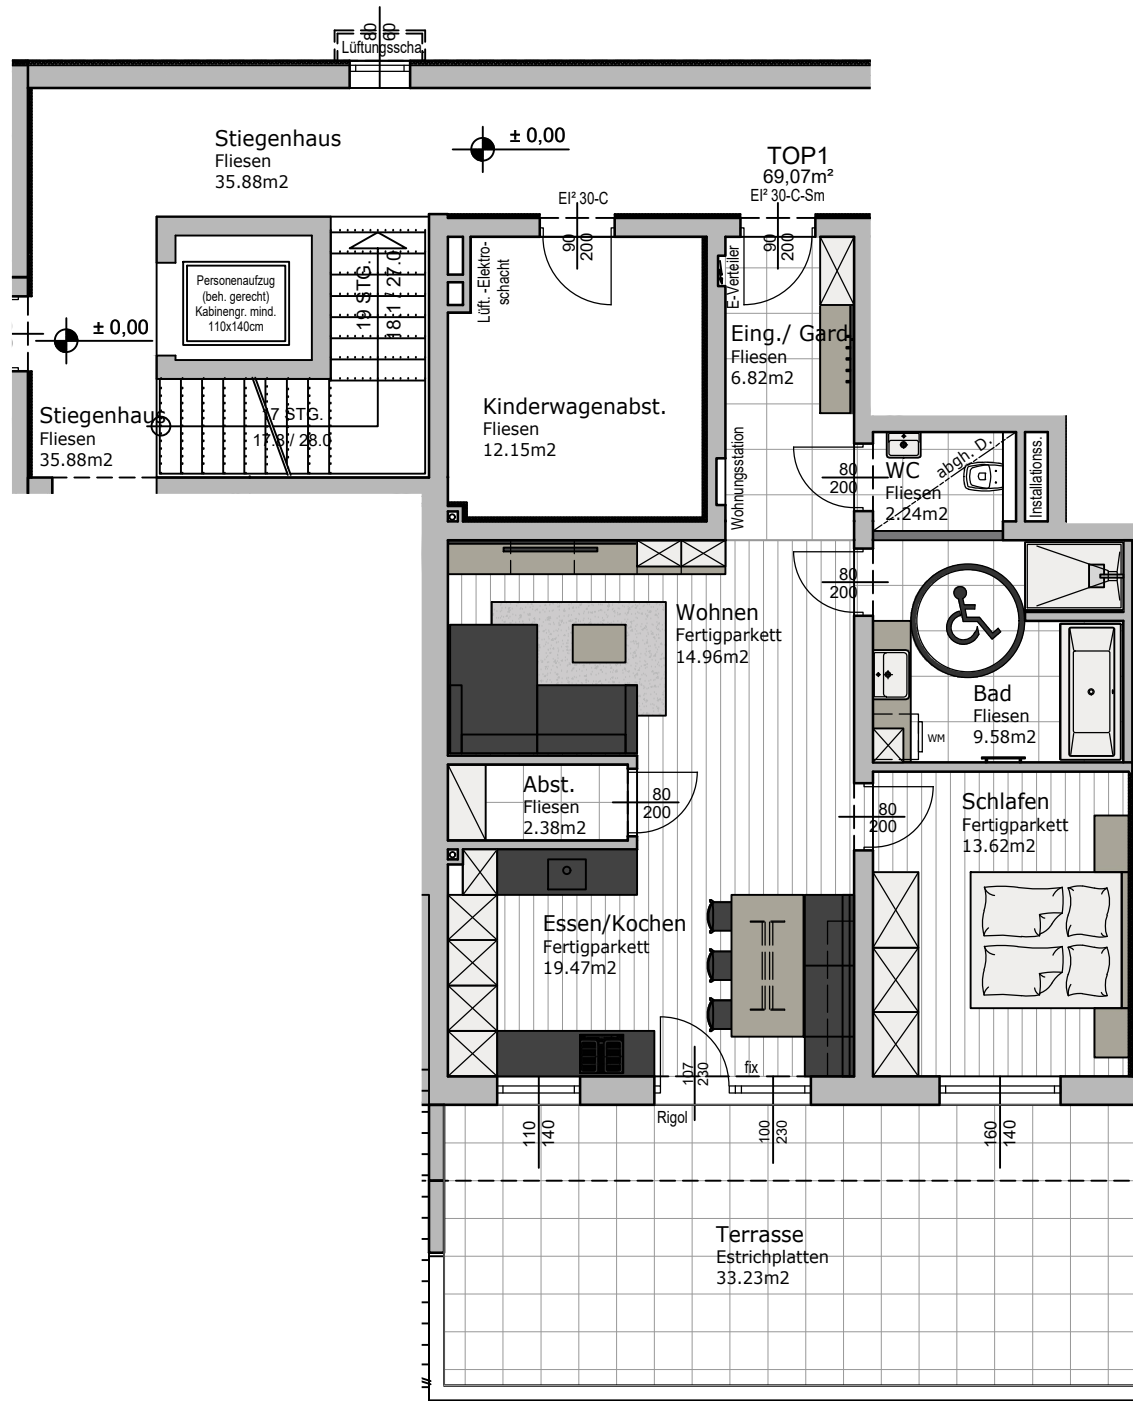 80
60
Lüftungsscha
Stiegenhaus
Fliesen
35.88m2
± 0,00
TOP1
69,07m²
EI² 30-C
EI² 30-C-Sm
90
200
90
200
Lüft. -Elektro-
schacht
E-Verteiler
Personenaufzug
(beh. gerecht)
Kabinengr. mind.
110x140cm
19 STG.
18.1 / 27.0
± 0,00
Eing./ Gard.
Fliesen
6.82m2
Stiegenhaus
Fliesen
35.88m2
17 STG.
17.8 / 28.0
Kinderwagenabst.
Fliesen
12.15m2
Wohnungsstation
80
200
WC
Fliesen
2.24m2
abgh. D.
Installationss.
80
200
Wohnen
Fertigparkett
14.96m2
Bad
Fliesen
9.58m2
WM
Abst.
Fliesen
2.38m2
80
200
80
200
Schlafen
Fertigparkett
13.62m2
Essen/Kochen
Fertigparkett
19.47m2
107
230
fix
Rigol
110
140
100
230
160
140
Terrasse
Estrichplatten
33.23m2